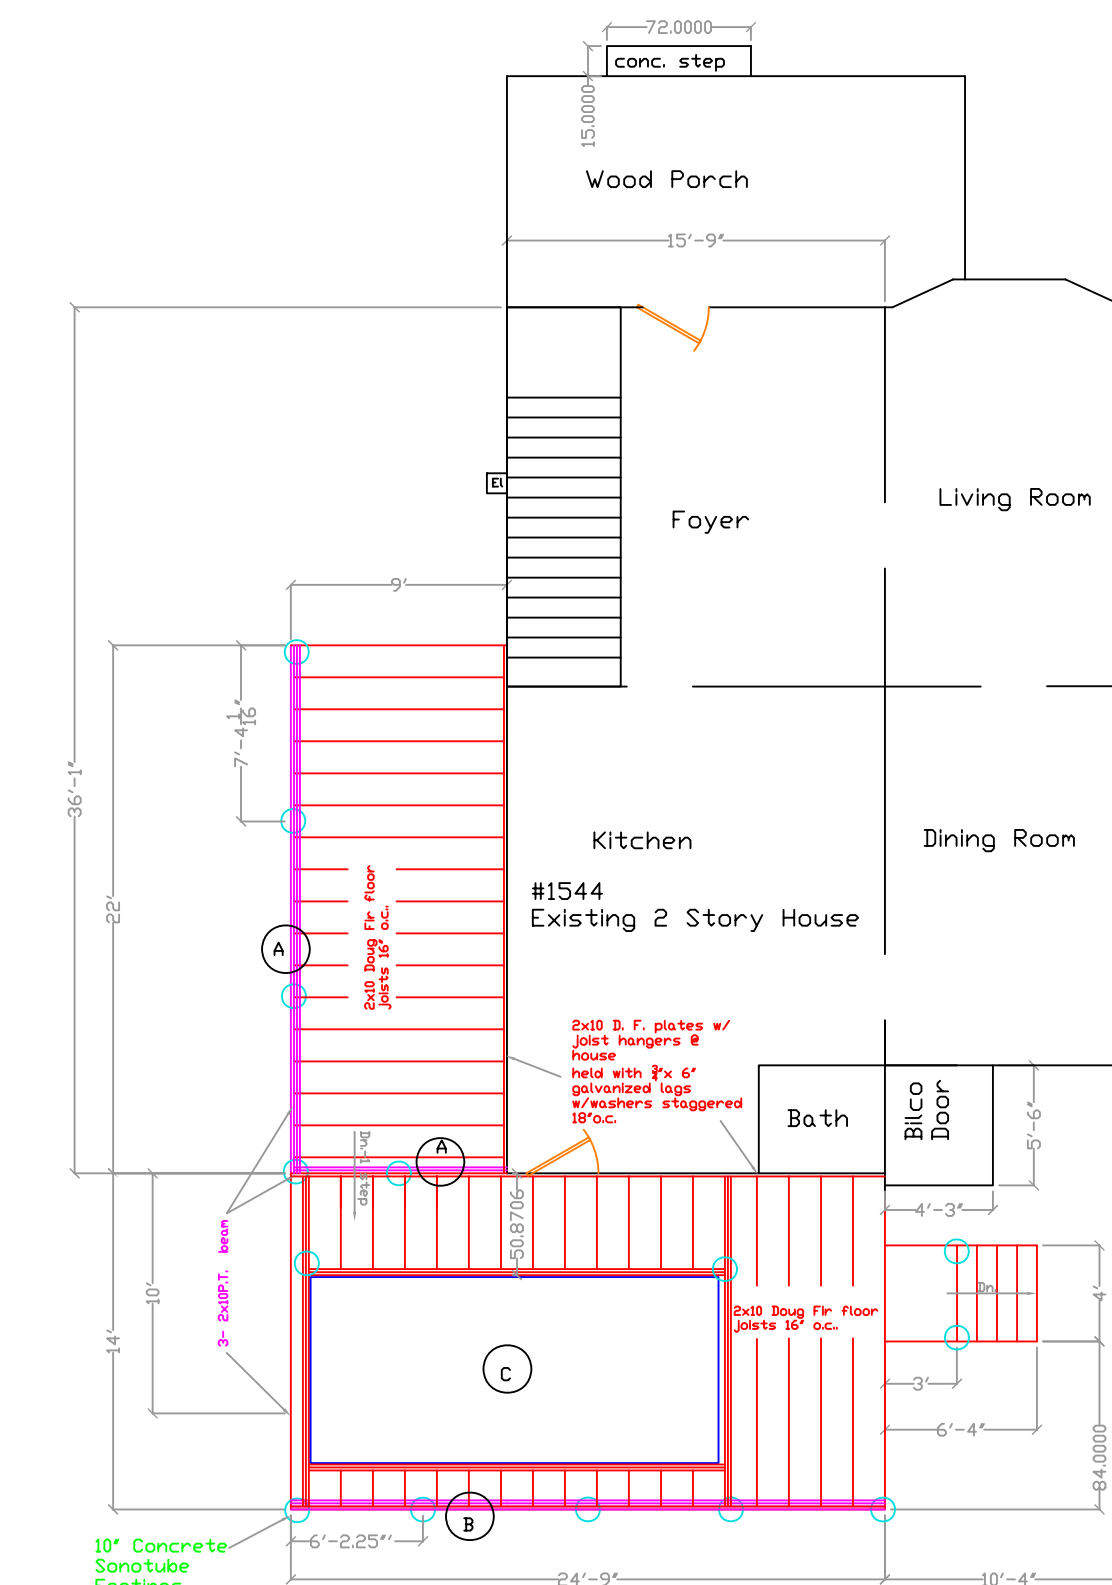 72.0000
conc. step
15.0000
Wood Porch
15'-9"
El
Living Room
Foyer
9'
1"
16
7'-4
36'-1"
Kitchen
Dining Room
#1544
Existing 2 Story House
22'
A
2x10 Doug Fir floor
joists 16" o.c..
2x10 D. F. plates w/
joist hangers @
house
held with 3/4"x 6"
galvanized lags
w/washers staggered
18"o.c.
Bath
Bilco
Door
5'-6"
A
Dn.-1 step
50.8706
4'-3"
3- 2x10P.T. beam
10'
14'
Dn.
4'
2x10 Doug Fir floor
joists 16" o.c..
C
3'
6'-4"
84.0000
B
10" Concrete
Sonotube
Footings
6'-2.25"'
24'-9"
10'-4"